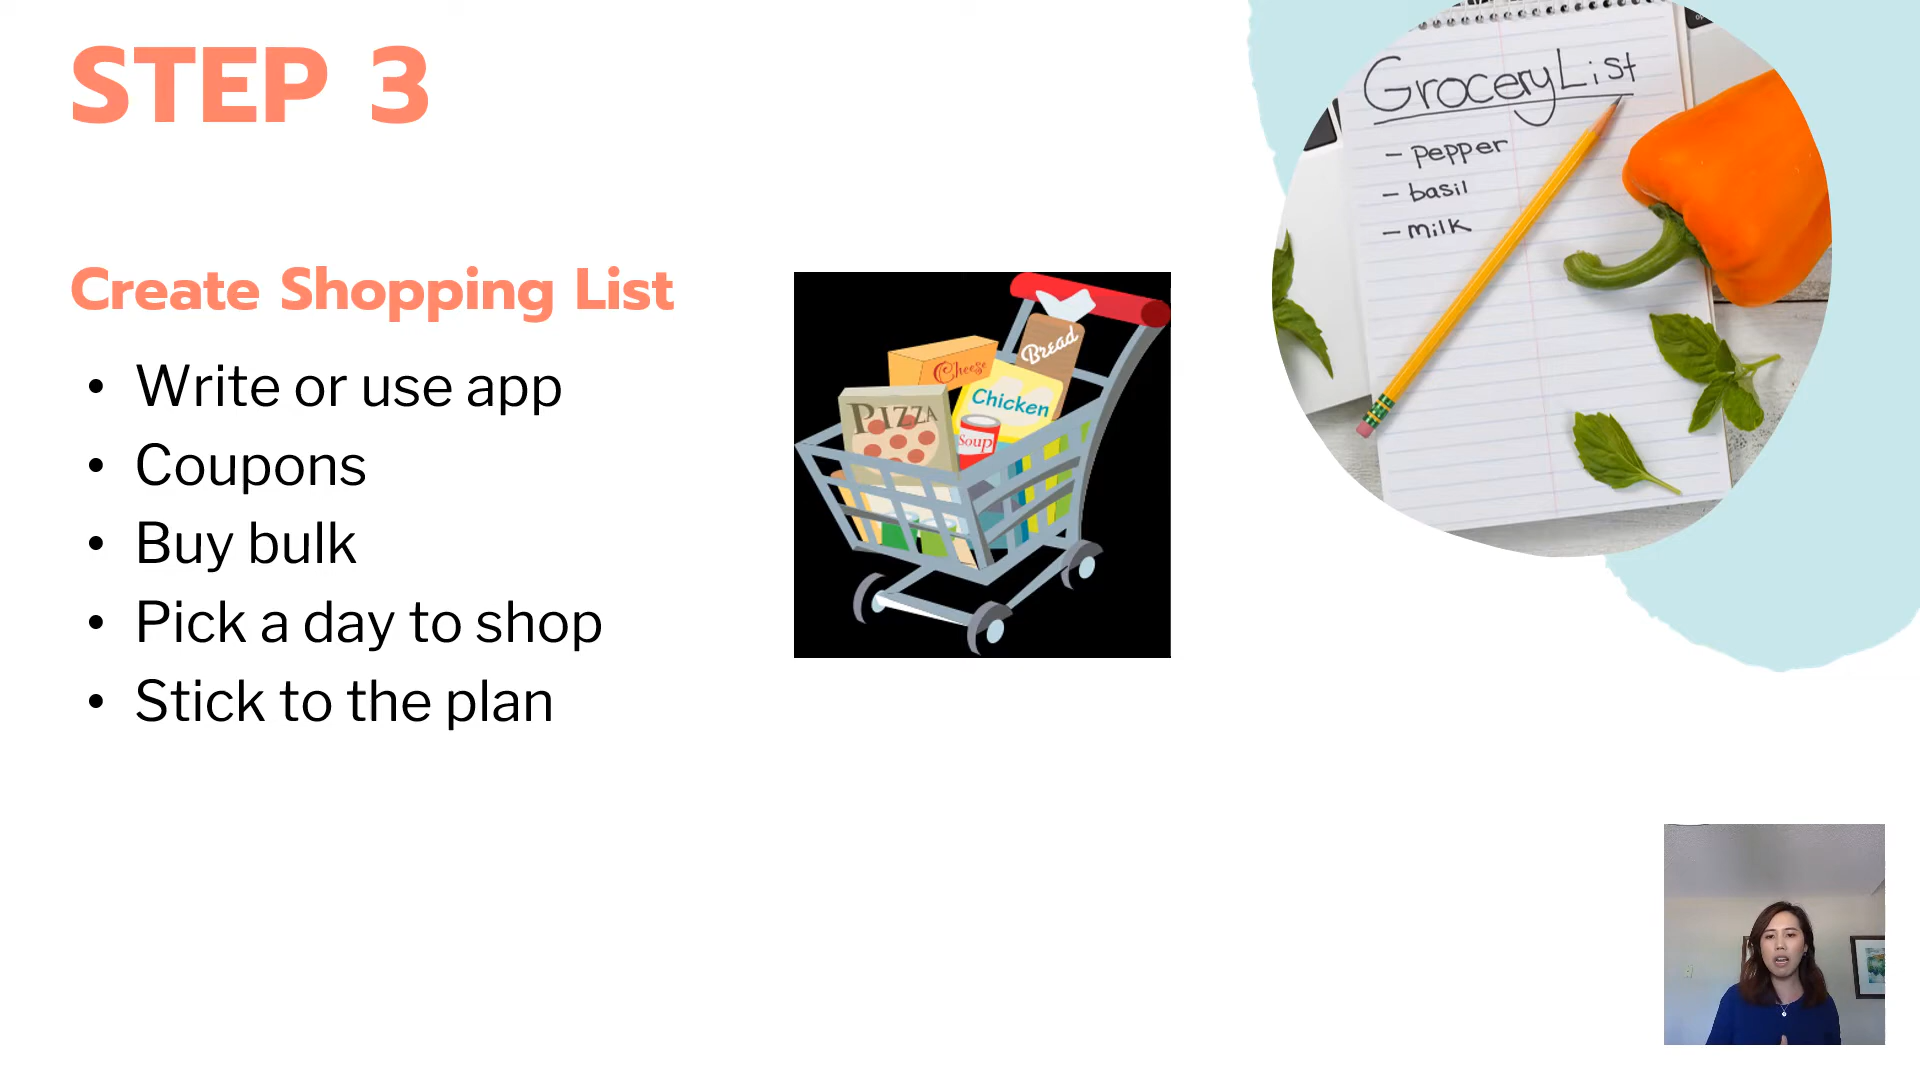 STEP 3
Create Shopping List
• Write or use app
• Coupons
• Buy bulk
• Pick a day to shop
• Stick to the plan
Bread
Cheese
Chicken
PIZZA
Soup
Grocery List
– pepper
– basil
– milk